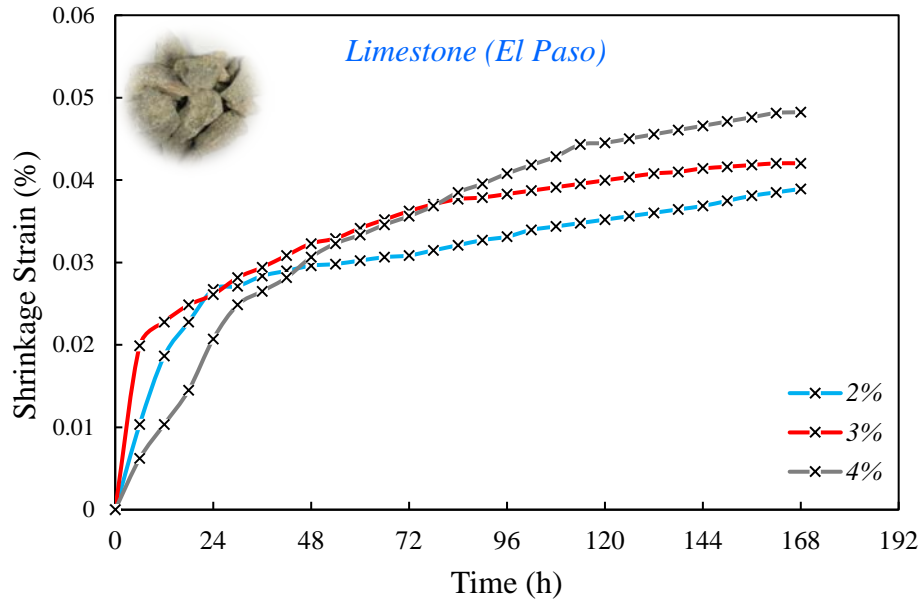 Limestone (El Paso)
Shrinkage Strain (%)
0.06
0.05
0.04
0.03
0.02
0.01
0
0 24 48 72 96 120 144 168 192
Time (h)
2%
3%
4%